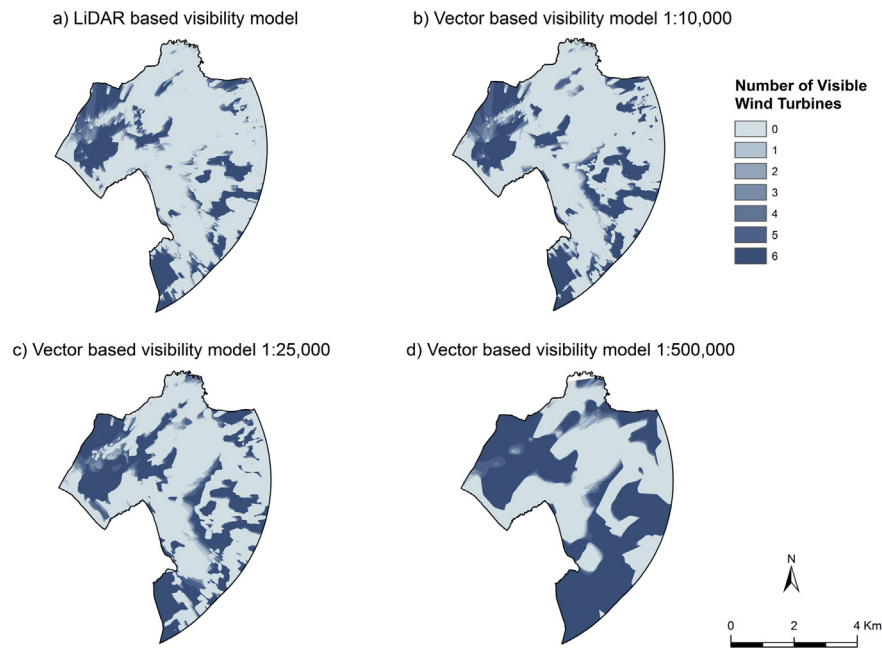 a) LiDAR based visibility model
b) Vector based visibility model 1:10,000
Number of Visible
Wind Turbines
0
1
2
3
4
5
6
c) Vector based visibility model 1:25,000
d) Vector based visibility model 1:500,000
N
0 2 4 Km